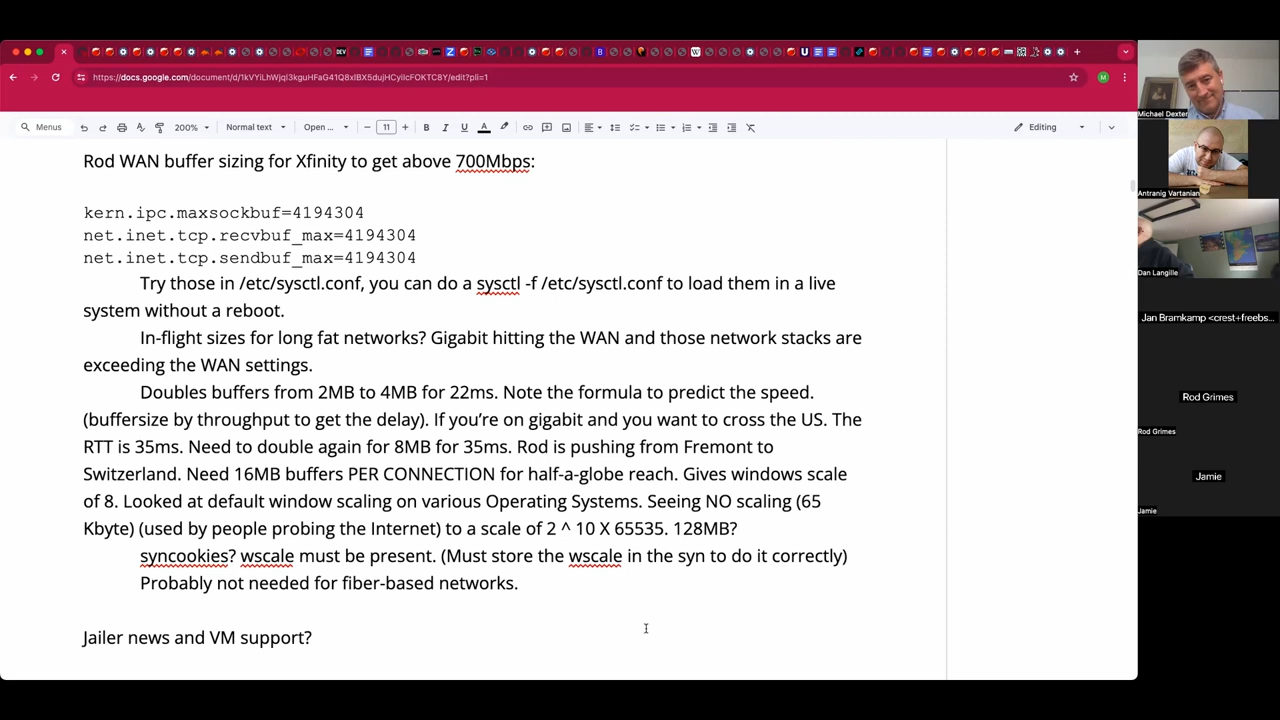 DEV
B
Z
B
W
U
https://docs.google.com/document/d/1kVYiLhWjql3kguHFaG41Q8xlBX5dujHCyilcFOKTC8Y/edit?pli=1
M
Menus
200%
Normal text
Open ...
11
B
I
U
A
Editing
Rod WAN buffer sizing for Xfinity to get above 700Mbps:
kern.ipc.maxsockbuf=4194304
net.inet.tcp.recvbuf_max=4194304
net.inet.tcp.sendbuf_max=4194304
Try those in /etc/sysctl.conf, you can do a sysctl -f /etc/sysctl.conf to load them in a live
system without a reboot.
In-flight sizes for long fat networks? Gigabit hitting the WAN and those network stacks are
exceeding the WAN settings.
Doubles buffers from 2MB to 4MB for 22ms. Note the formula to predict the speed.
(buffersize by throughput to get the delay). If you’re on gigabit and you want to cross the US. The
RTT is 35ms. Need to double again for 8MB for 35ms. Rod is pushing from Fremont to
Switzerland. Need 16MB buffers PER CONNECTION for half-a-globe reach. Gives windows scale
of 8. Looked at default window scaling on various Operating Systems. Seeing NO scaling (65
Kbyte) (used by people probing the Internet) to a scale of 2 ^ 10 X 65535. 128MB?
syncookies? wscale must be present. (Must store the wscale in the syn to do it correctly)
Probably not needed for fiber-based networks.
Jailer news and VM support?
Michael Dexter
Antranig Vartanian
Dan Langille
Jan Bramkamp <crest+freebs...
Rod Grimes
Rod Grimes
Jamie
Jamie